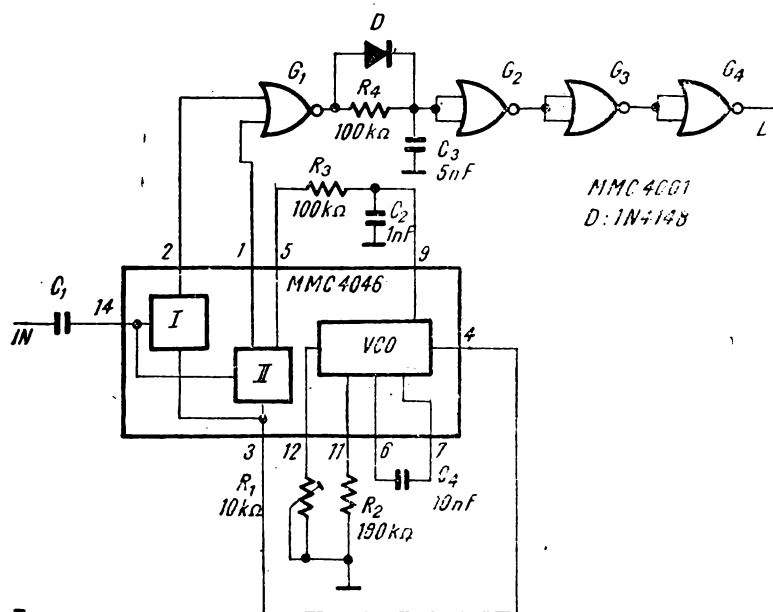 D
G1
R4
100kΩ
G2
G3
G4
L
C3
5nF
R3
100kΩ
C2
1nF
MMC4001
D:1N4148
2
1
5
9
MMC4046
C1
14
IN
I
II
VCO
4
3
12
11
6
7
R1
10kΩ
R2
100kΩ
C4
10nF